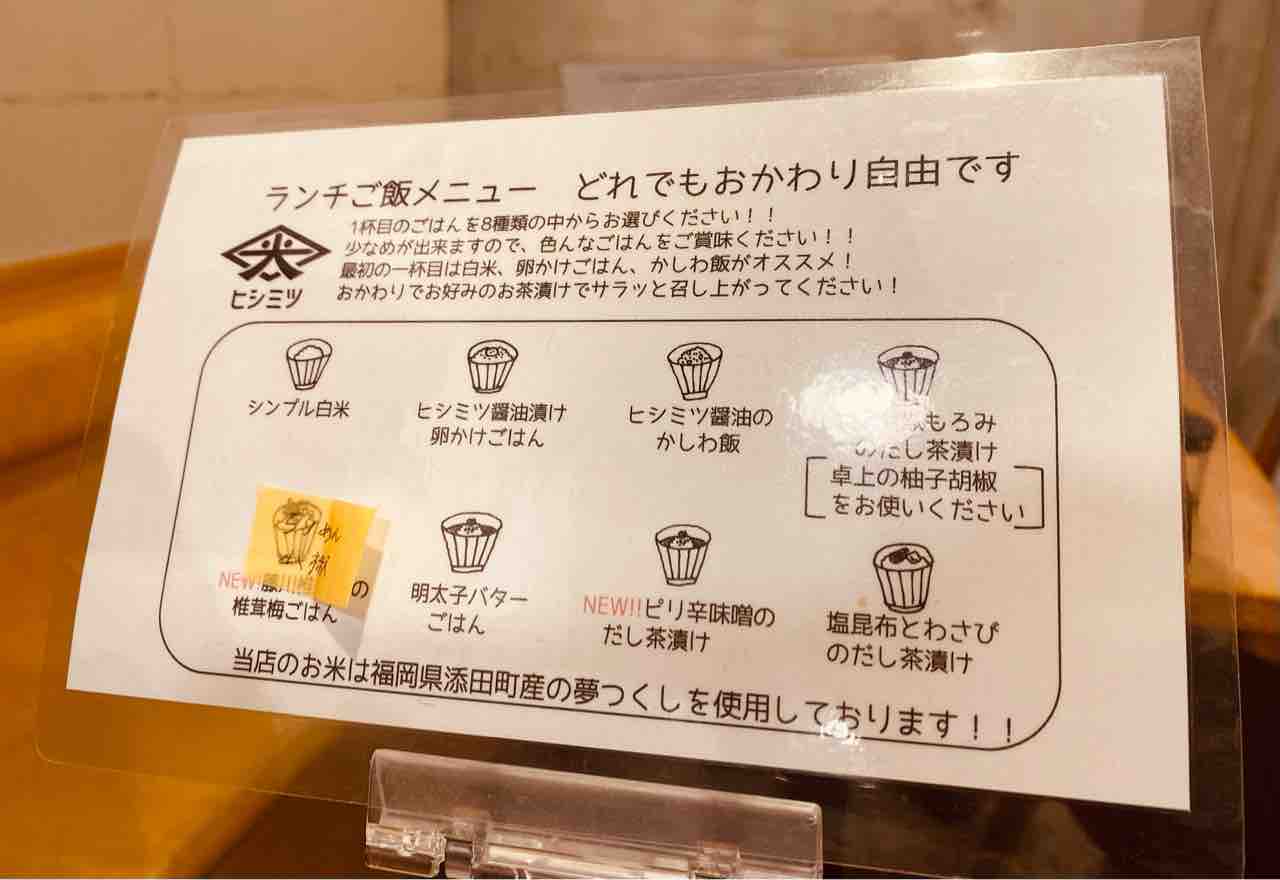 ランチご飯メニュー　どれでもおかわり自由です
1杯目のごはんを8種類の中からお選びください！！
少なめが出来ますので、色んなごはんをご賞味ください！！
最初の一杯目は白米、卵かけごはん、かしわ飯がオススメ！
おかわりでお好みのお茶漬けでサラッと召し上がってください！
ヒシミツ
シンプル白米
ヒシミツ醤油漬け
卵かけごはん
ヒシミツ醤油の
かしわ飯
もろみ
のだし茶漬け
卓上の柚子胡椒
をお使いください
ちりめん
山椒
NEW!!
の
椎茸梅ごはん
明太子バター
ごはん
NEW!!ピリ辛味噌の
だし茶漬け
塩昆布とわさび
のだし茶漬け
当店のお米は福岡県添田町産の夢つくしを使用しております！！